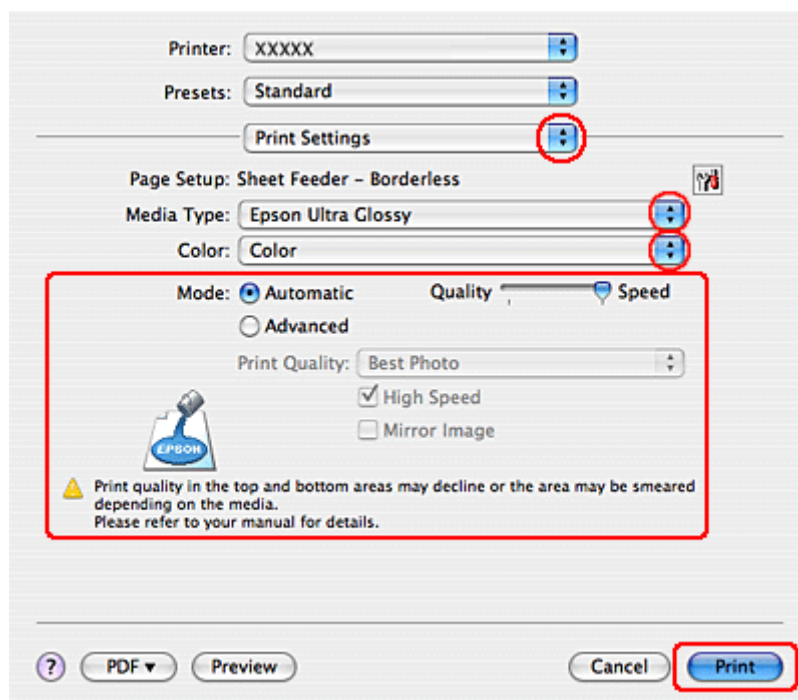 Printer: XXXXX
Presets: Standard
Print Settings
Page Setup: Sheet Feeder – Borderless
Media Type: Epson Ultra Glossy
Color: Color
Mode: Automatic Quality Speed
Advanced
Print Quality: Best Photo
High Speed
Mirror Image
EPSON
Print quality in the top and bottom areas may decline or the area may be smeared
depending on the media.
Please refer to your manual for details.
? PDF▼ Preview Cancel Print